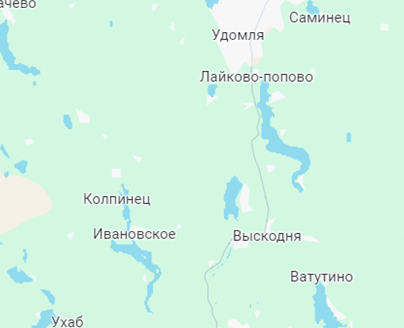 Саминец
Удомля
Лайково-попово
Колпинец
Ивановское
Выскодня
Ватутино
Ухаб